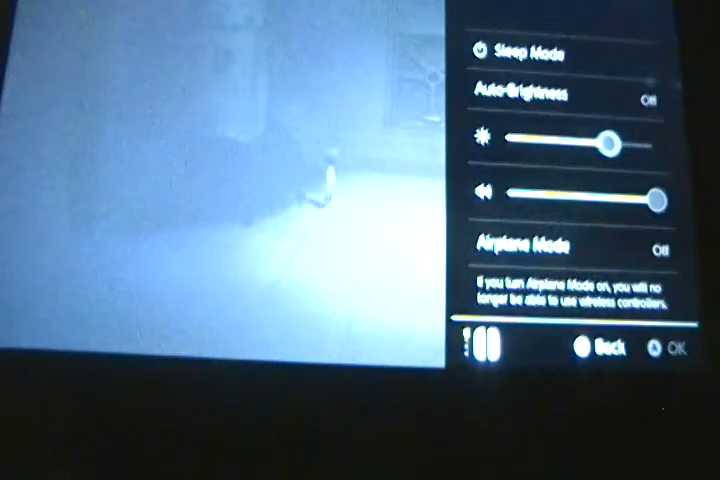 Sleep Mode
Auto-Brightness Off
Airplane Mode Off
If you turn Airplane Mode on, you will no
longer be able to use wireless controllers.
Back OK